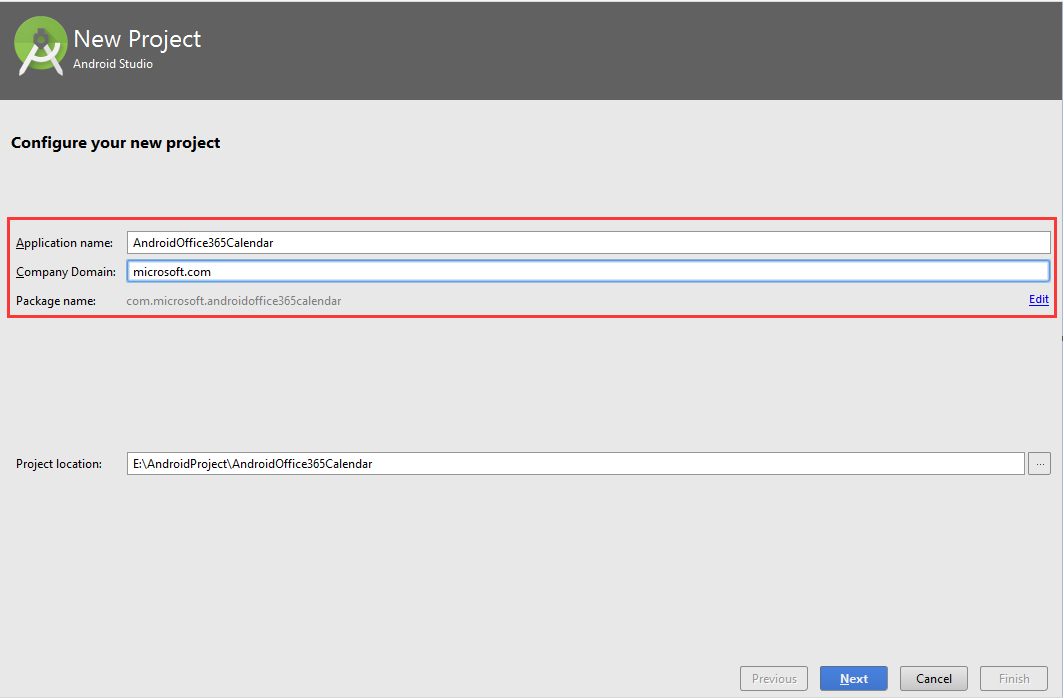 New Project
Android Studio
Configure your new project
Application name: AndroidOffice365Calendar
Company Domain: microsoft.com
Package name: com.microsoft.androidoffice365calendar Edit
Project location: E:\AndroidProject\AndroidOffice365Calendar ...
Previous Next Cancel Finish